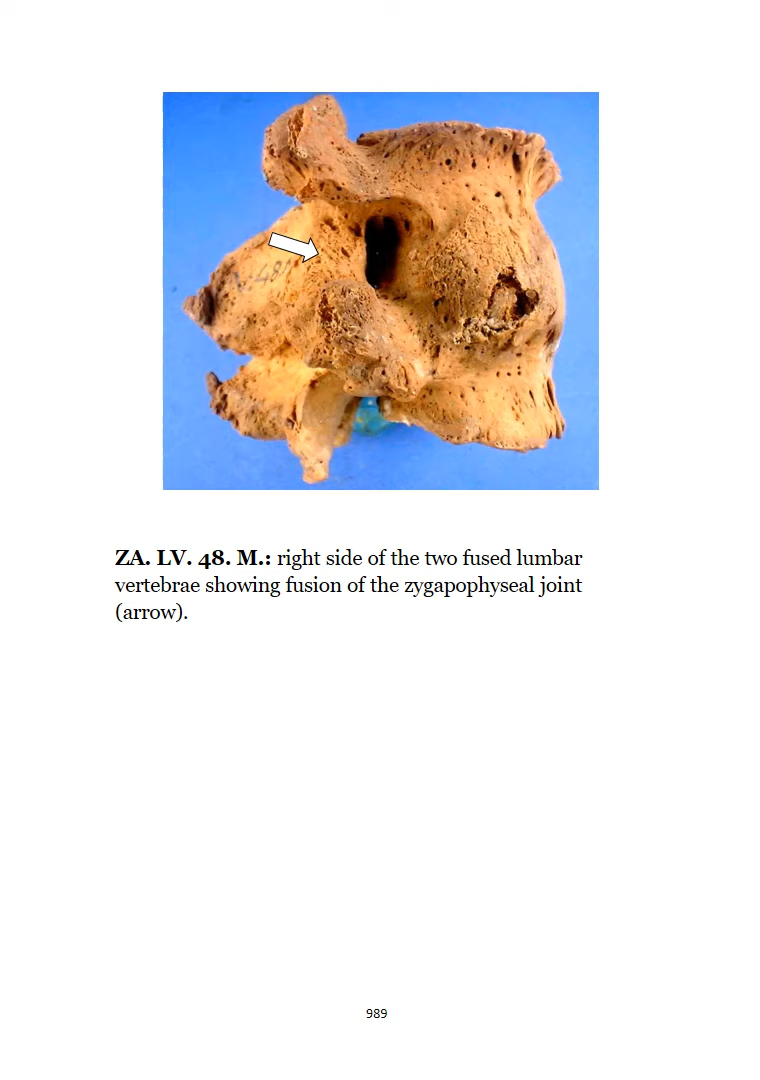 ZA. LV. 48. M.: right side of the two fused lumbar
vertebrae showing fusion of the zygapophyseal joint
(arrow).
989